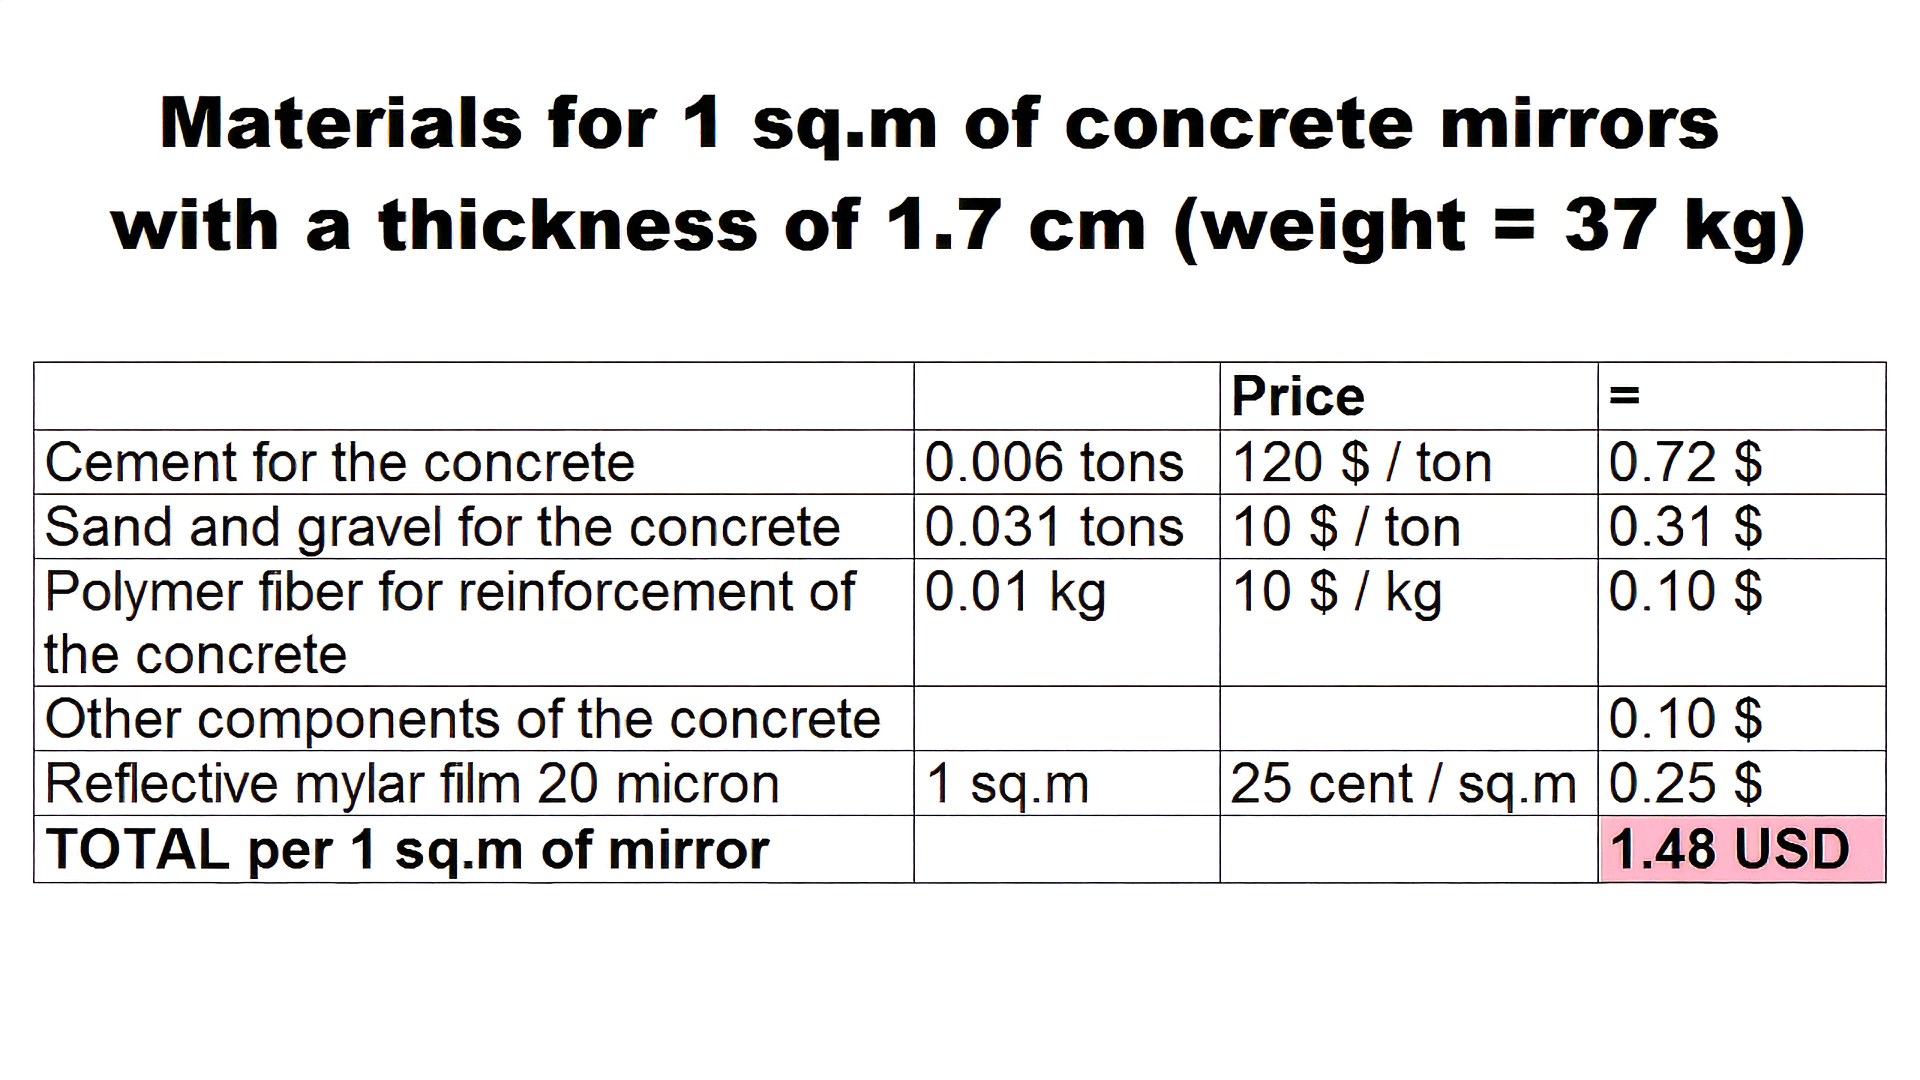 Materials for 1 sq.m of concrete mirrors
with a thickness of 1.7 cm (weight = 37 kg)
Price =
Cement for the concrete 0.006 tons 120 $ / ton 0.72 $
Sand and gravel for the concrete 0.031 tons 10 $ / ton 0.31 $
Polymer fiber for reinforcement of 0.01 kg 10 $ / kg 0.10 $
the concrete
Other components of the concrete 0.10 $
Reflective mylar film 20 micron 1 sq.m 25 cent / sq.m 0.25 $
TOTAL per 1 sq.m of mirror 1.48 USD